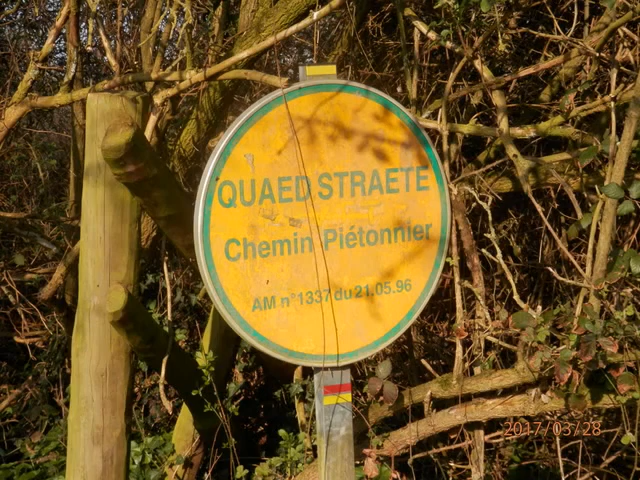 QUAED STRAETE
Chemin Piétonnier
AM n°1337 du 21.05.96
2017/03/28